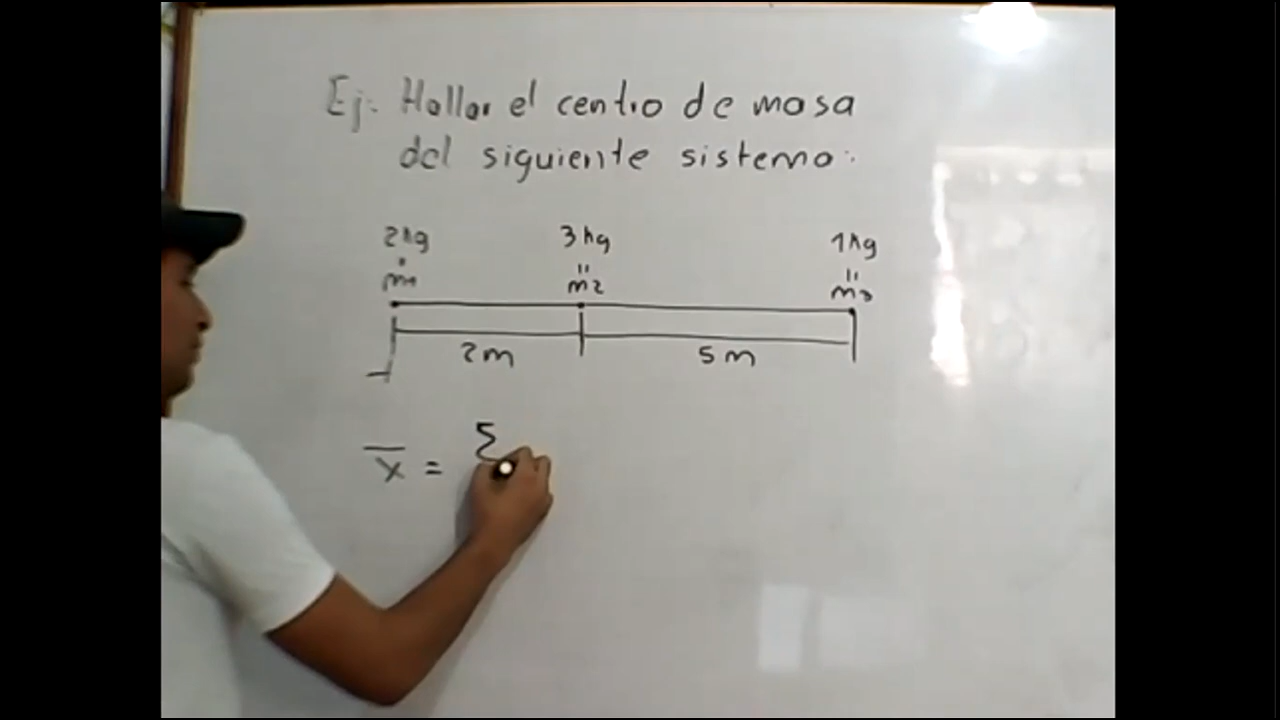 Ej: Hallar el centro de masa
del siguiente sistema:
2kg 3kg 1kg
m1 m2 m3
2m 5m
x̄ = Σ